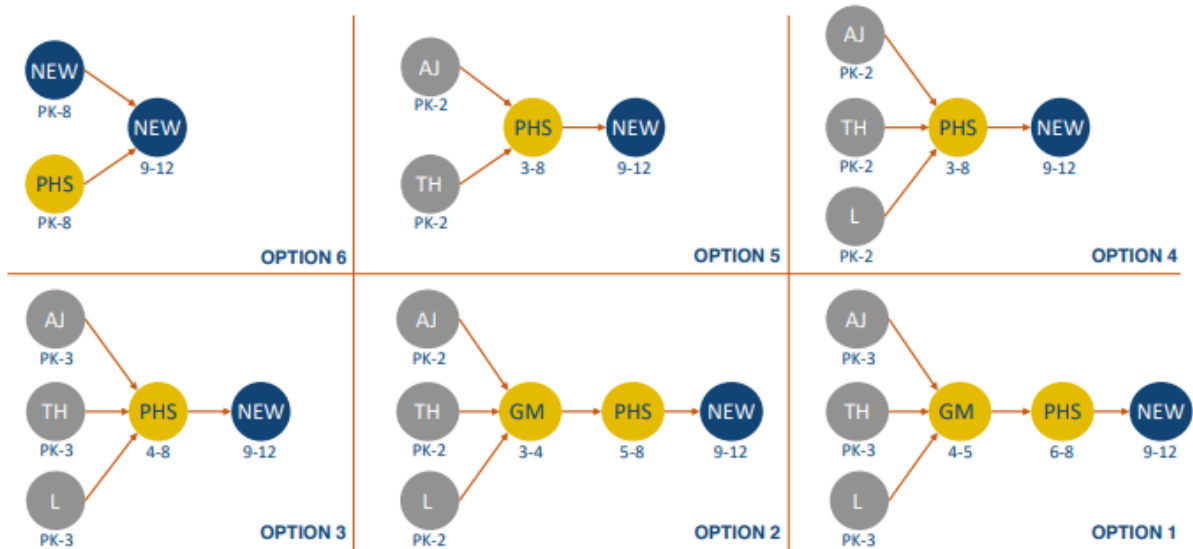 NEW
PK-8
NEW
9-12
PHS
PK-8
OPTION 6
AJ
PK-2
PHS
3-8
NEW
9-12
TH
PK-2
OPTION 5
AJ
PK-2
TH
PK-2
PHS
3-8
NEW
9-12
L
PK-2
OPTION 4
AJ
PK-3
TH
PK-3
PHS
4-8
NEW
9-12
L
PK-3
OPTION 3
AJ
PK-2
TH
PK-2
GM
3-4
PHS
5-8
NEW
9-12
L
PK-2
OPTION 2
AJ
PK-3
TH
PK-3
GM
4-5
PHS
6-8
NEW
9-12
L
PK-3
OPTION 1